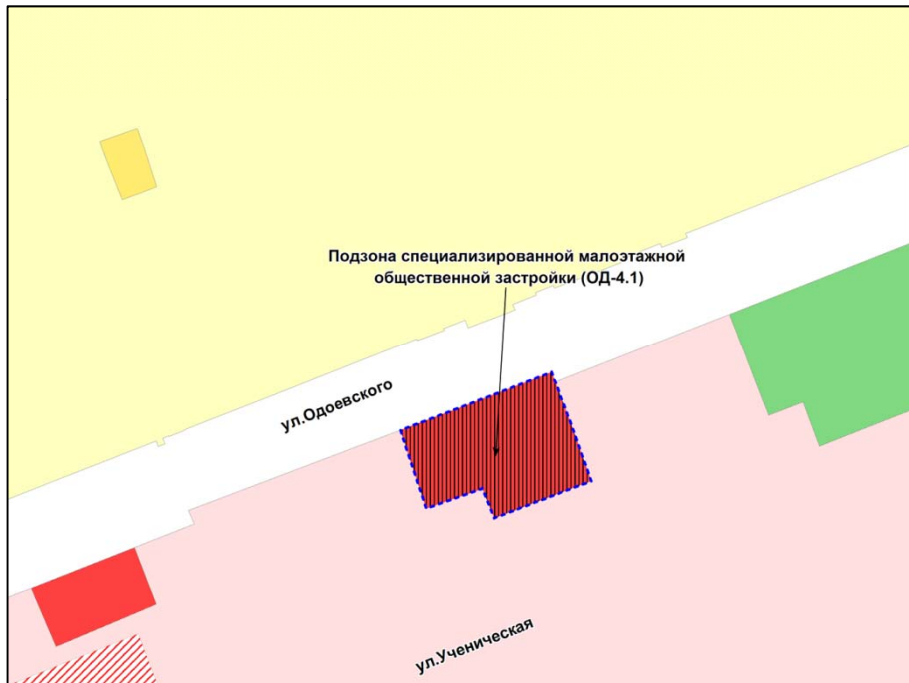 Подзона специализированной малоэтажной
общественной застройки (ОД-4.1)
ул.Одоевского
ул.Ученическая